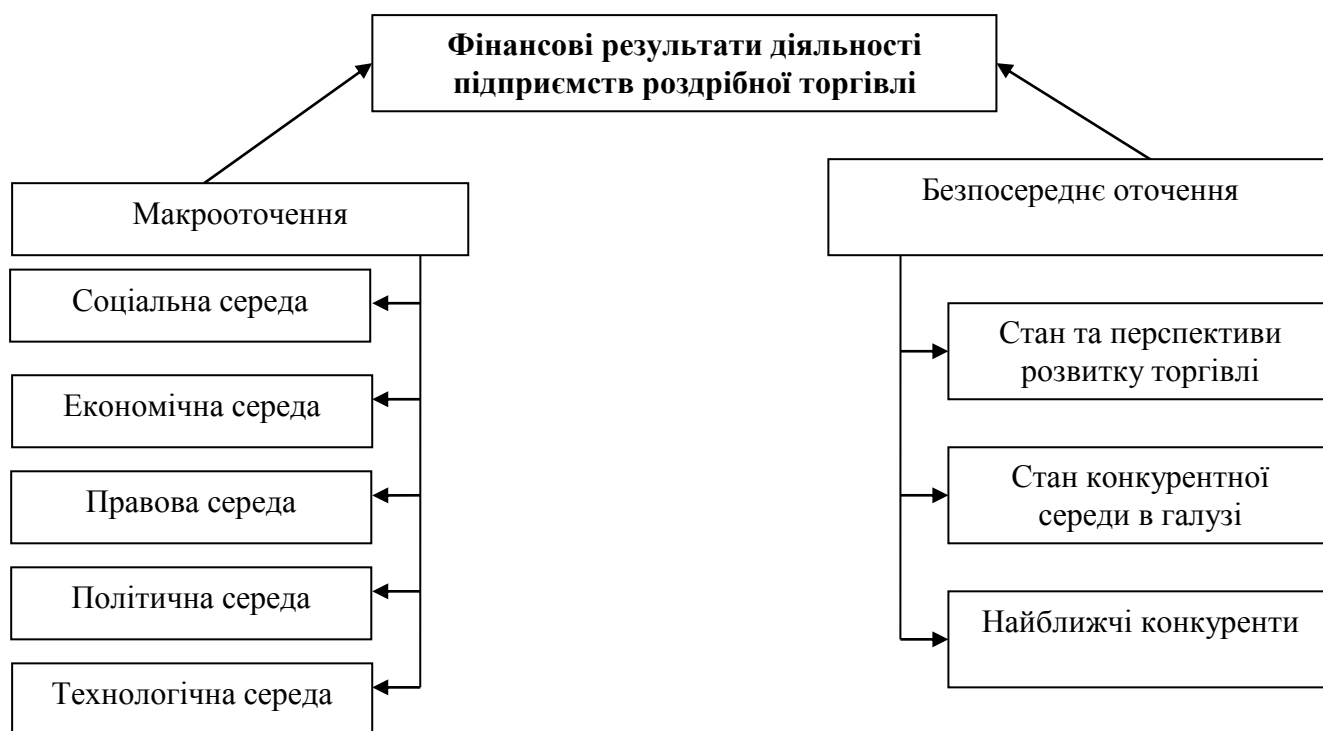 Фінансові результати діяльності
підприємств роздрібної торгівлі
Макрооточення
Соціальна середа
Економічна середа
Правова середа
Політична середа
Технологічна середа
Безпосереднє оточення
Стан та перспективи
розвитку торгівлі
Стан конкурентної
середи в галузі
Найближчі конкуренти